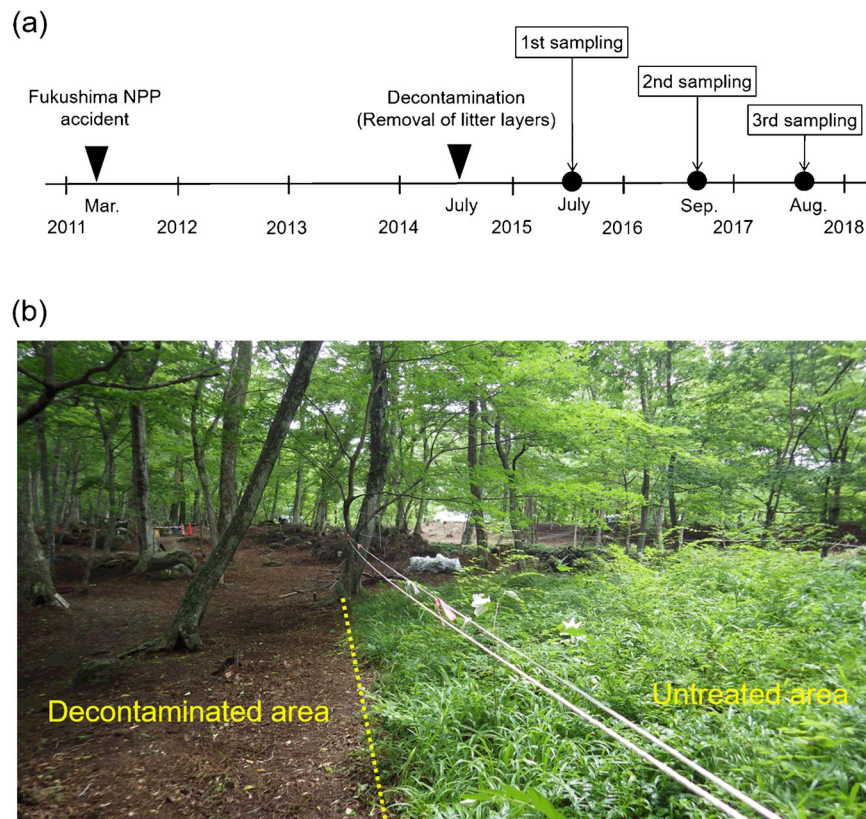 (a)
1st sampling
2nd sampling
3rd sampling
Fukushima NPP
accident
Decontamination
(Removal of litter layers)
Mar.
July
July
Sep.
Aug.
2011
2012
2013
2014
2015
2016
2017
2018
(b)
Decontaminated area
Untreated area